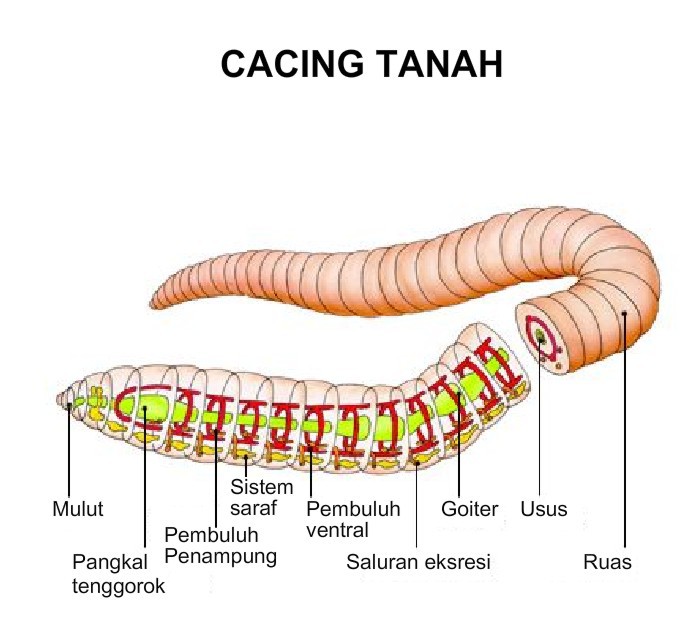 CACING TANAH
Mulut
Pangkal
tenggorok
Pembuluh
Penampung
Sistem
saraf
Pembuluh
ventral
Saluran eksresi
Goiter
Usus
Ruas